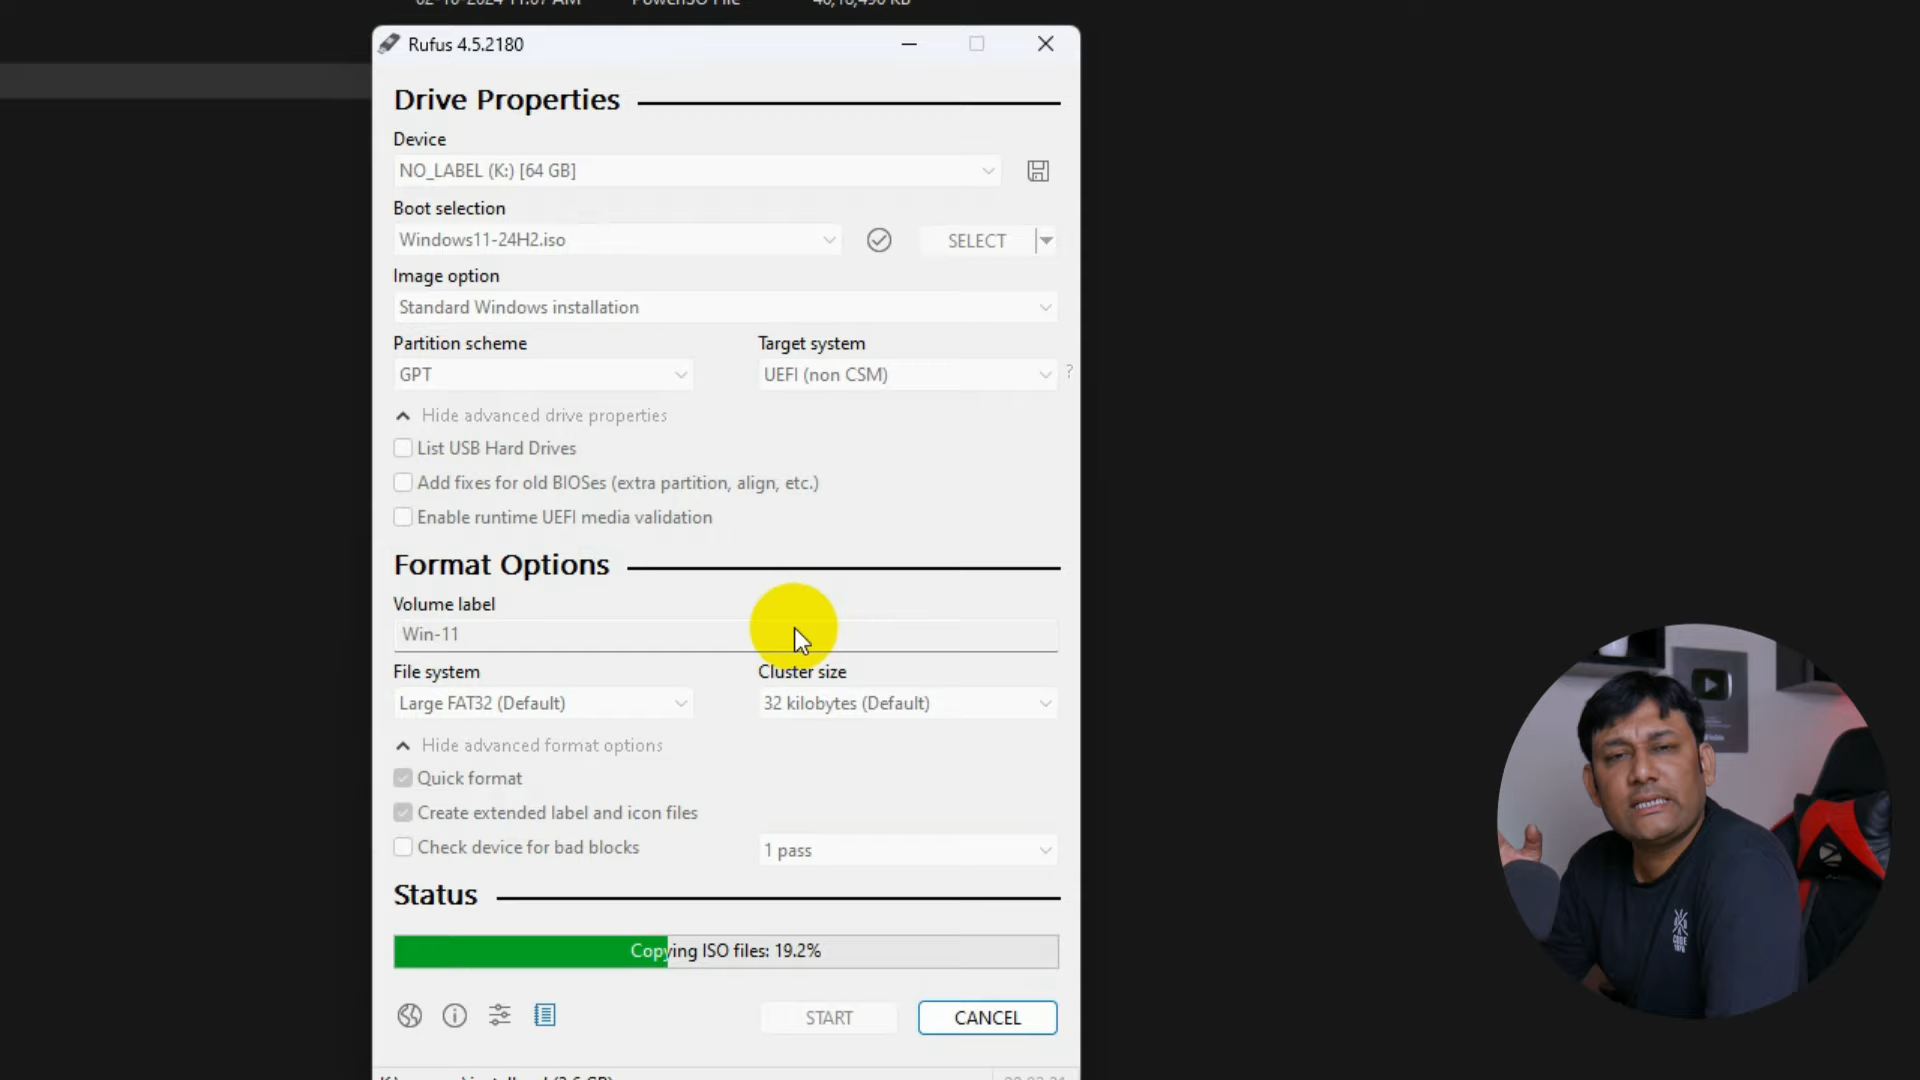 Rufus 4.5.2180
Drive Properties
Device
NO_LABEL (K:) [64 GB]
Boot selection
Windows11-24H2.iso
SELECT
Image option
Standard Windows installation
Partition scheme
Target system
GPT
UEFI (non CSM)
?
Hide advanced drive properties
List USB Hard Drives
Add fixes for old BIOSes (extra partition, align, etc.)
Enable runtime UEFI media validation
Format Options
Volume label
Win-11
File system
Cluster size
Large FAT32 (Default)
32 kilobytes (Default)
Hide advanced format options
Quick format
Create extended label and icon files
Check device for bad blocks
1 pass
Status
Copying ISO files: 19.2%
START
CANCEL